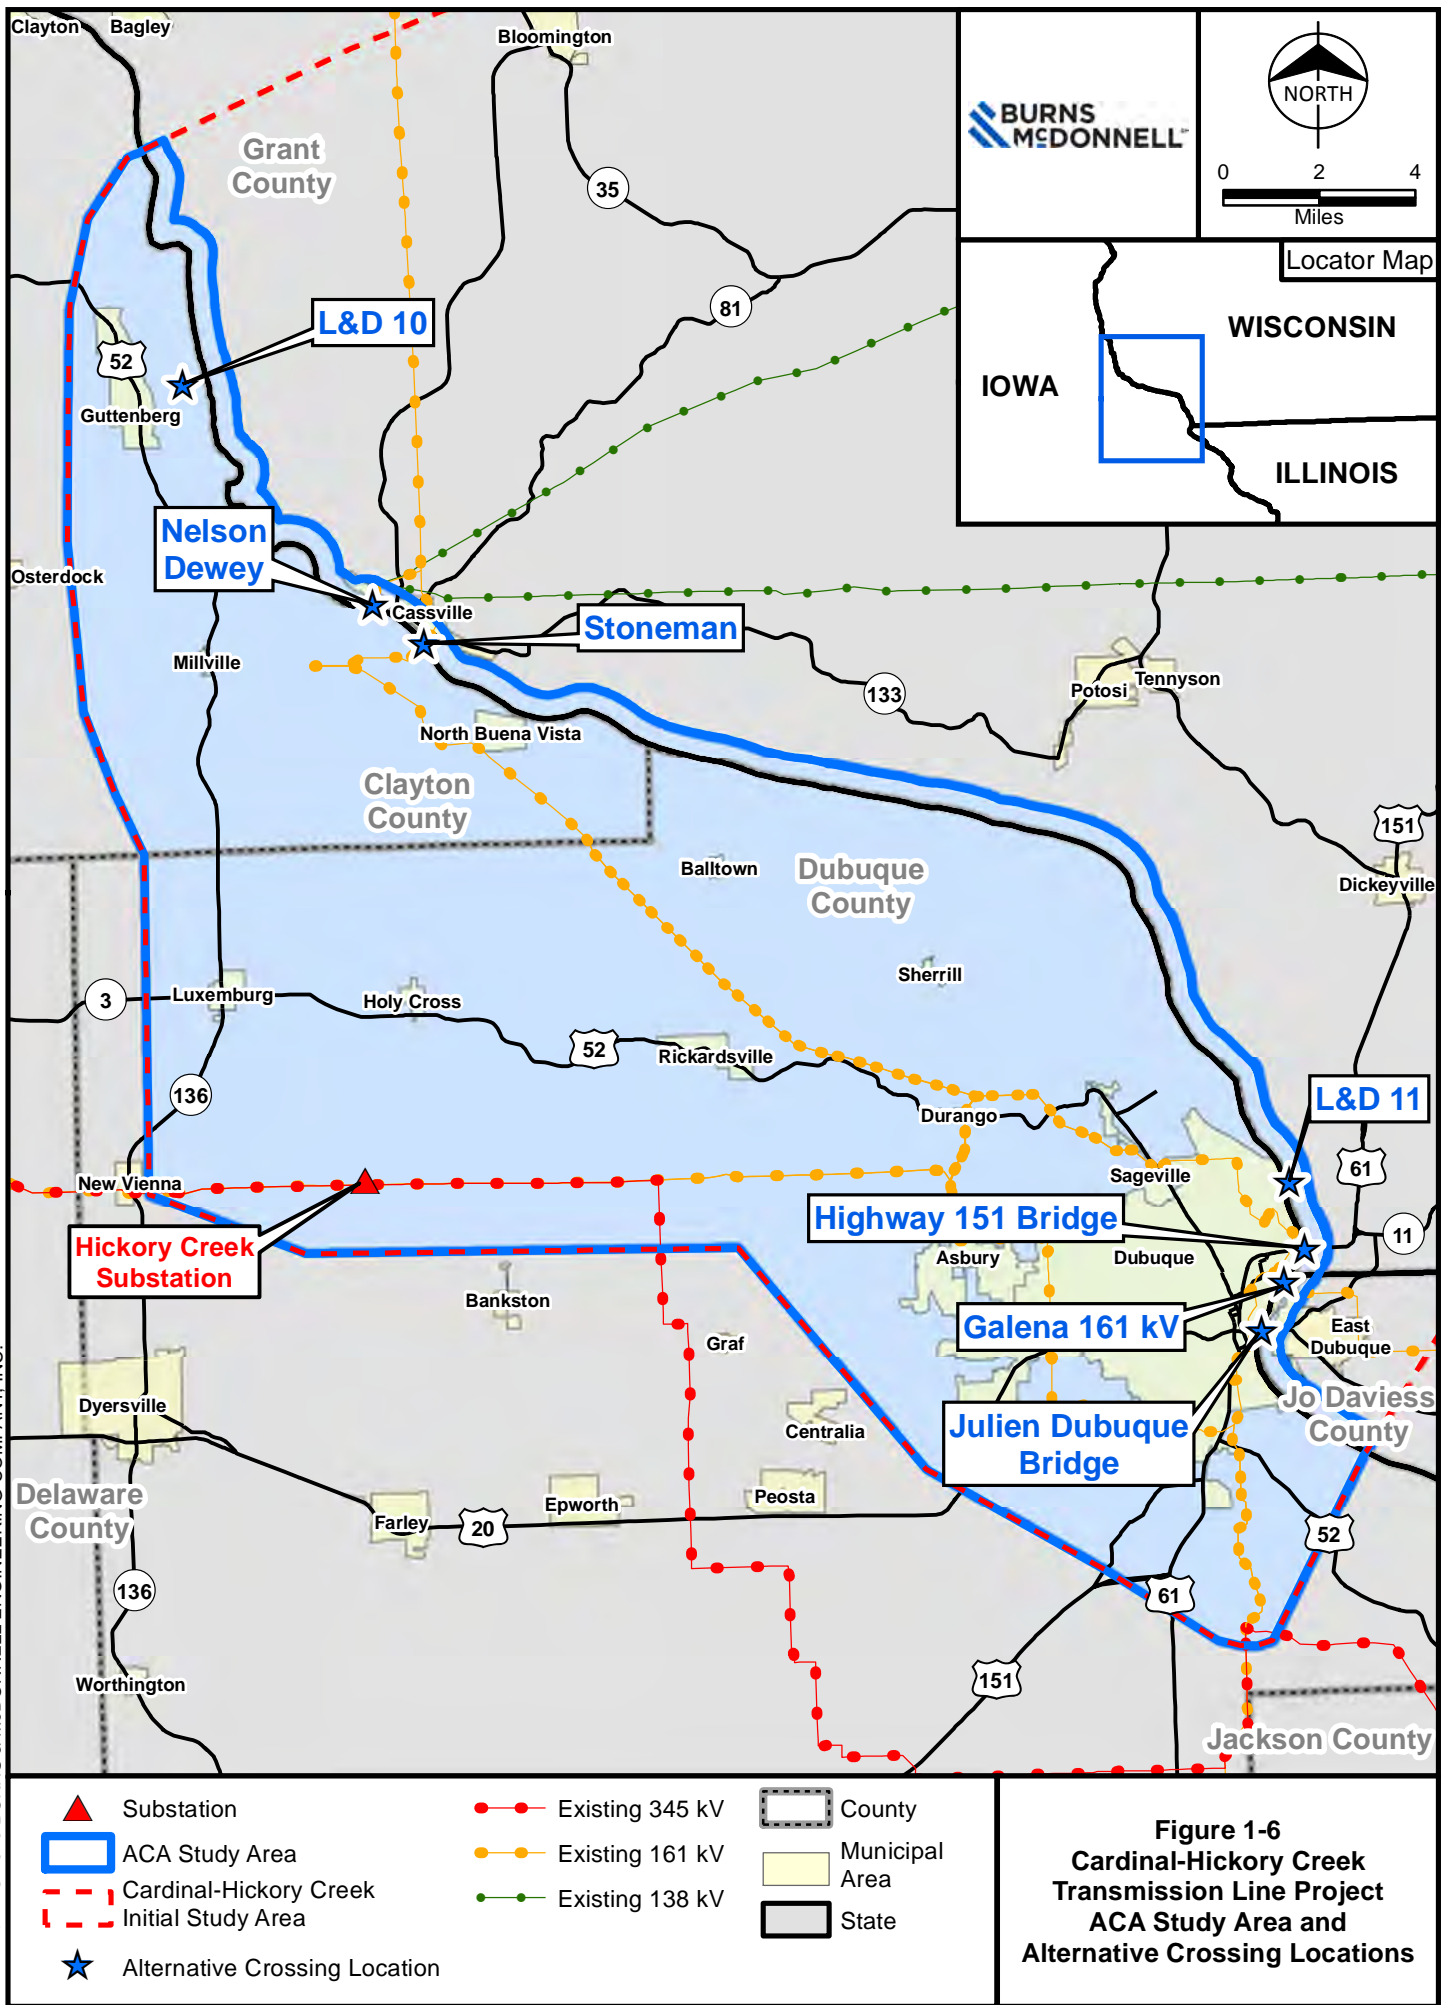 Clayton
Bagley
Bloomington
BURNS
McDONNELL
NORTH
0 2 4
Miles
Grant
County
35
Locator Map
WISCONSIN
IOWA
ILLINOIS
81
L&D 10
52
Guttenberg
Nelson
Dewey
Osterdock
Cassville
Stoneman
Millville
133
Potosi
Tennyson
North Buena Vista
Clayton
County
151
Balltown
Dubuque
County
Dickeyville
Sherrill
3
Luxemburg
Holy Cross
52
Rickardsville
136
Durango
L&D 11
New Vienna
Sageville
61
Highway 151 Bridge
11
Hickory Creek
Substation
Asbury
Dubuque
Bankston
Galena 161 kV
East
Dubuque
Graf
Dyersville
Centralia
Julien Dubuque
Bridge
Jo Daviess
County
Delaware
County
Farley
20
Epworth
Peosta
52
136
61
Worthington
151
Jackson County
Substation
ACA Study Area
Cardinal-Hickory Creek
Initial Study Area
Alternative Crossing Location
Existing 345 kV
Existing 161 kV
Existing 138 kV
County
Municipal
Area
State
Figure 1-6
Cardinal-Hickory Creek
Transmission Line Project
ACA Study Area and
Alternative Crossing Locations